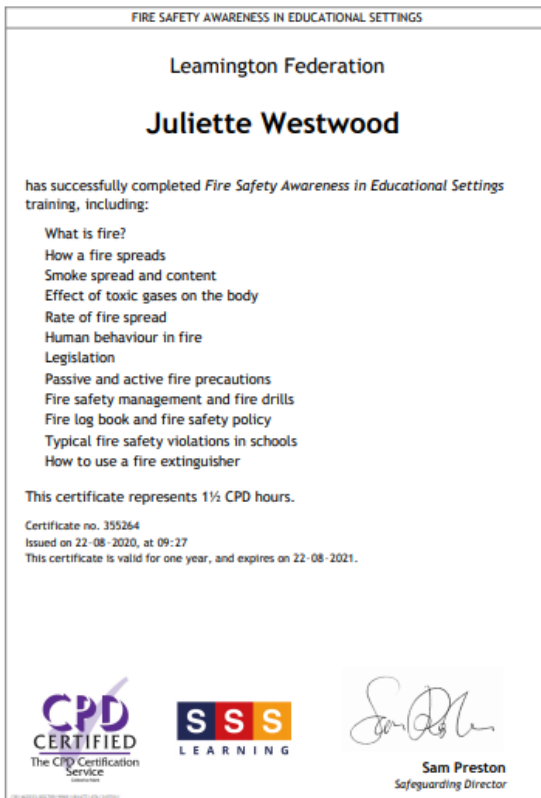 FIRE SAFETY AWARENESS IN EDUCATIONAL SETTINGS
Leamington Federation
Juliette Westwood
has successfully completed Fire Safety Awareness in Educational Settings
training, including:
What is fire?
How a fire spreads
Smoke spread and content
Effect of toxic gases on the body
Rate of fire spread
Human behaviour in fire
Legislation
Passive and active fire precautions
Fire safety management and fire drills
Fire log book and fire safety policy
Typical fire safety violations in schools
How to use a fire extinguisher
This certificate represents 1½ CPD hours.
Certificate no. 355264
Issued on 22-08-2020, at 09:27
This certificate is valid for one year, and expires on 22-08-2021.
CPD
CERTIFIED
The CPD Certification
Service
SSS
LEARNING
Sam Preston
Safeguarding Director